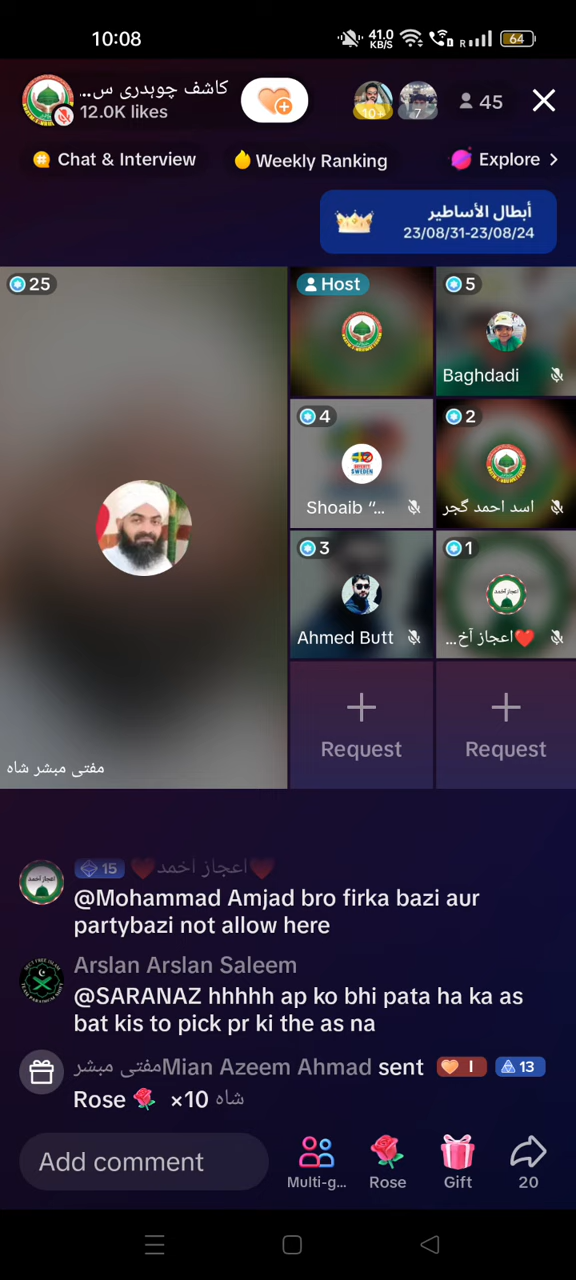 10:08
41.0
KB/S
R
64
کاشف چوہدری س...
12.0K likes
10+
7
45
Chat & Interview
Weekly Ranking
Explore
أبطال الأساطير
23/08/31-23/08/24
25
Host
5
Baghdadi
4
Shoaib “...
2
اسد احمد گجر
3
Ahmed Butt
1
❤️اعجاز آخ...
Request
Request
مفتی مبشر شاہ
15
❤️اعجاز احمد❤️
@Mohammad Amjad bro firka bazi aur
partybazi not allow here
Arslan Arslan Saleem
@SARANAZ hhhhh ap ko bhi pata ha ka as
bat kis to pick pr ki the as na
مفتی مبشر Mian Azeem Ahmad sent I 13
Rose 🌹 ×10 شاہ
Add comment
Multi-g...
Rose
Gift
20